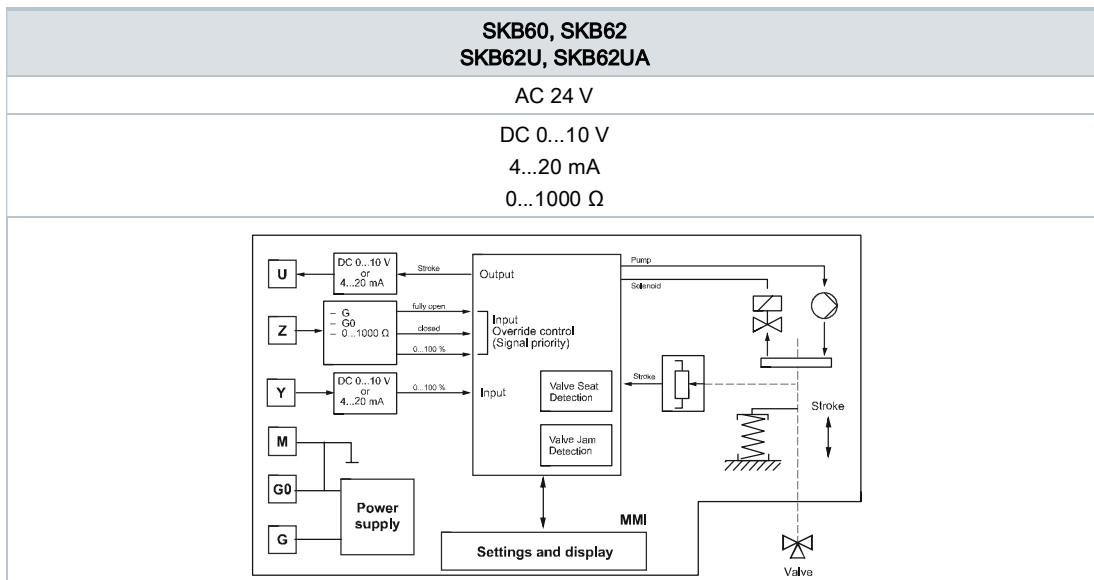 SKB60, SKB62
SKB62U, SKB62UA
AC 24 V
DC 0...10 V
4...20 mA
0...1000 Ω
U
DC 0...10 V
or
4...20 mA
Stroke
Output
Pump
Solenoid
Z
– G
– G0
– 0...1000 Ω
fully open
closed
0...100 %
Input
Override control
(Signal priority)
Y
DC 0...10 V
or
4...20 mA
0...100 %
Input
Valve Seat
Detection
Stroke
Stroke
Valve Jam
Detection
M
G0
G
Power
supply
MMI
Settings and display
Valve